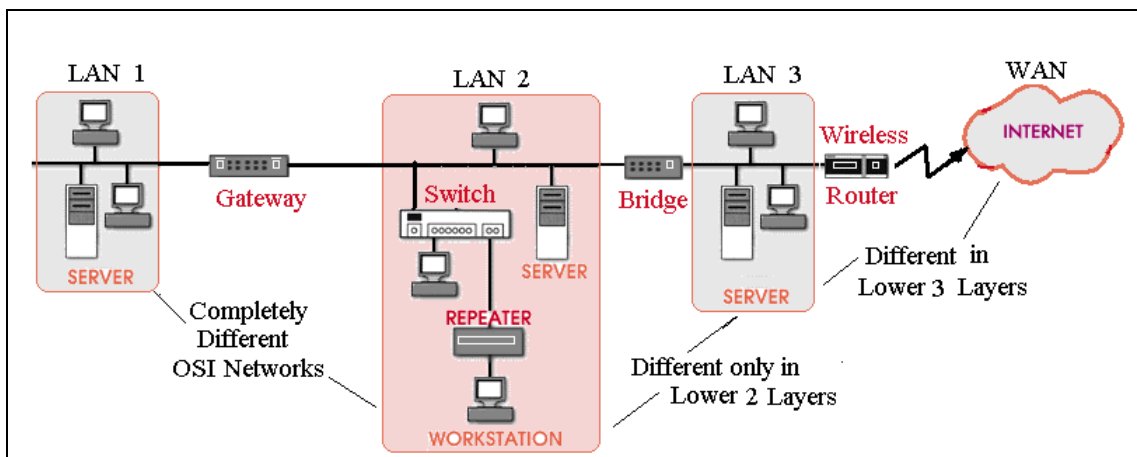 LAN 1
LAN 2
LAN 3
WAN
INTERNET
Wireless
Router
Gateway
Switch
Bridge
SERVER
SERVER
SERVER
REPEATER
WORKSTATION
Completely
Different
OSI Networks
Different only in
Lower 2 Layers
Different in
Lower 3 Layers